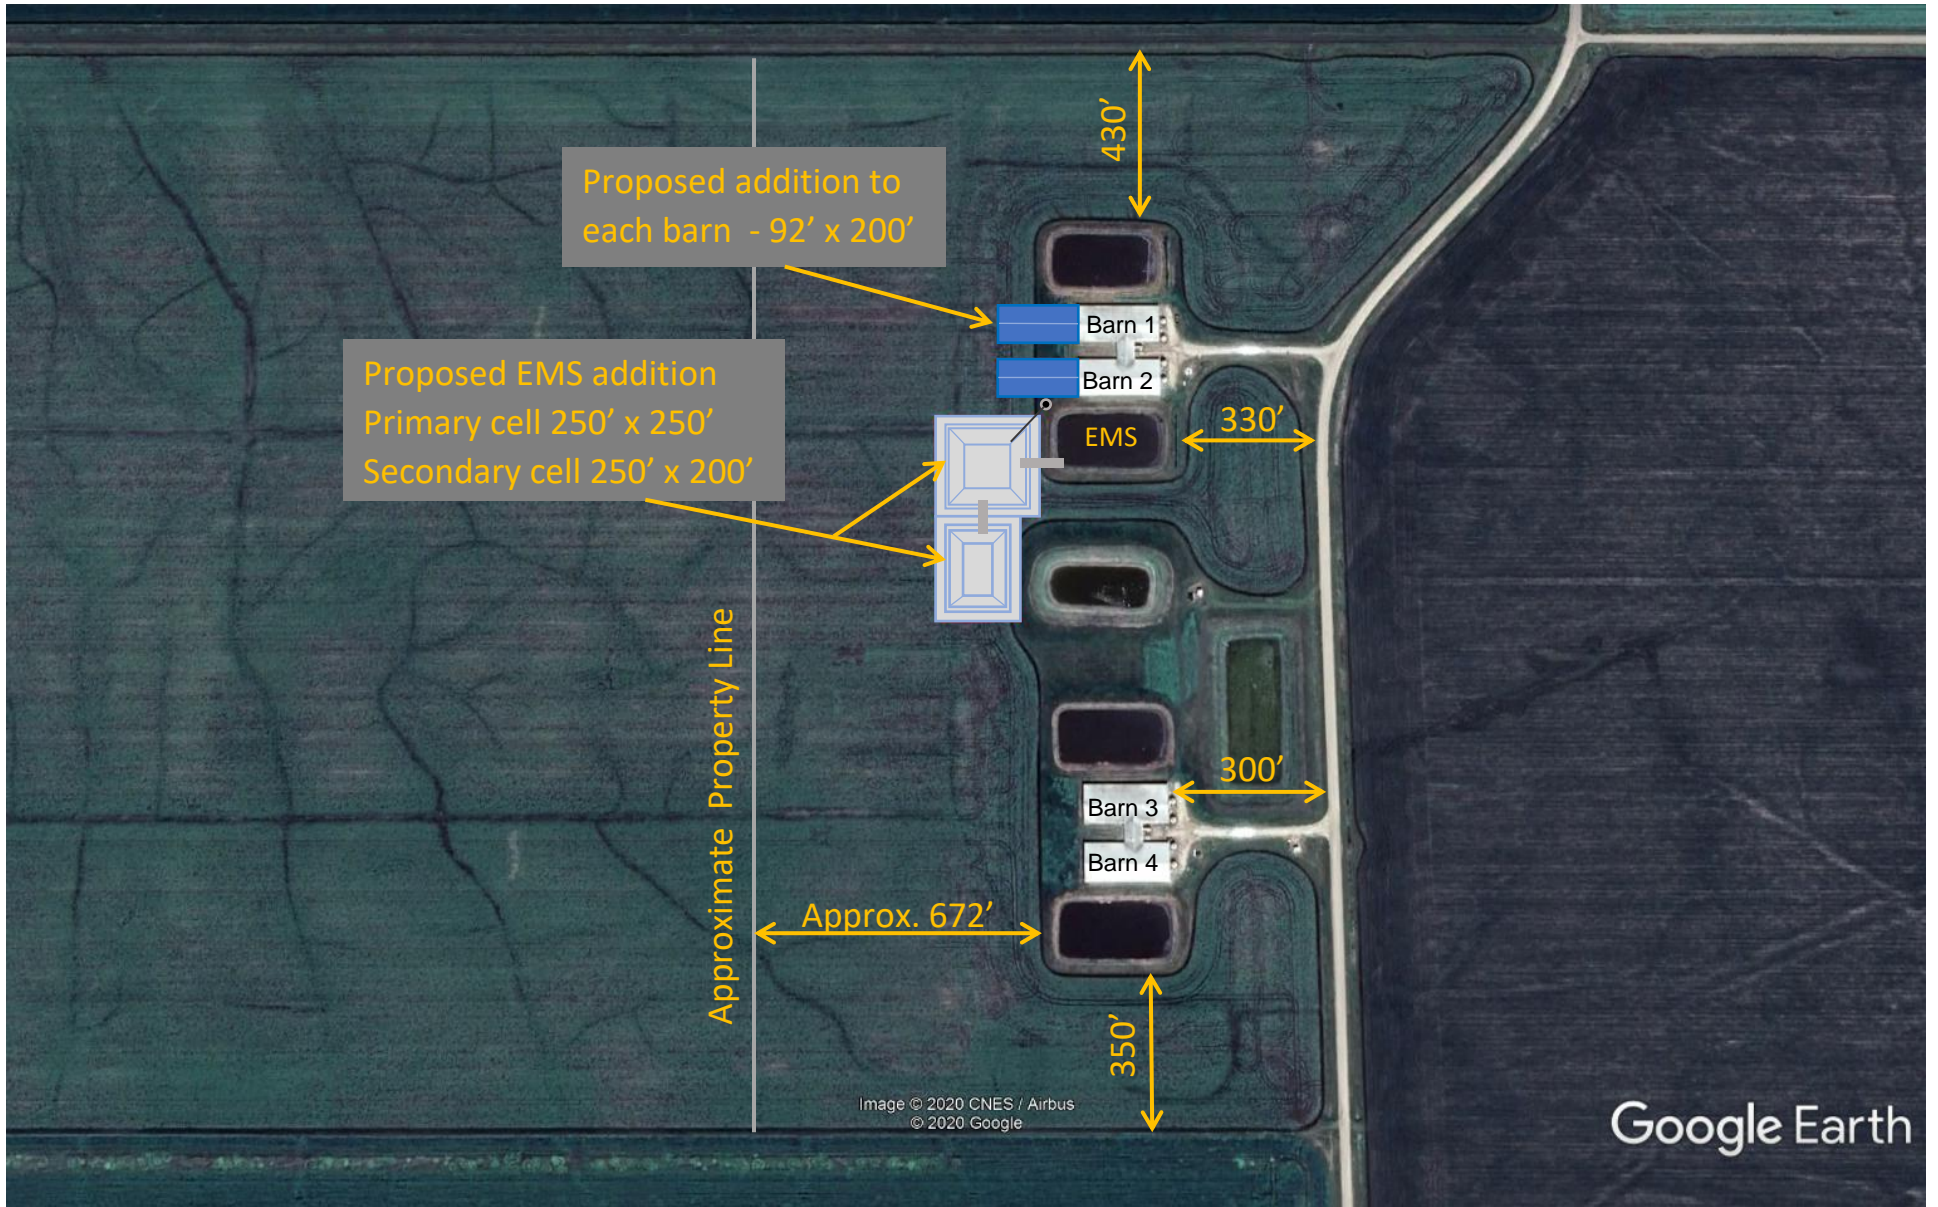 430’
Proposed addition to
each barn - 92’ x 200’
Barn 1
Proposed EMS addition
Primary cell 250’ x 250’
Secondary cell 250’ x 200’
Barn 2
EMS
330’
Approximate Property Line
300’
Barn 3
Barn 4
Approx. 672’
350’
Image © 2020 CNES / Airbus
© 2020 Google
Google Earth